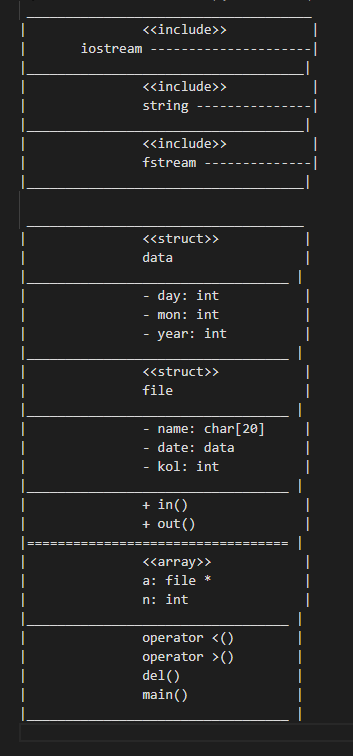 <<include>>
iostream ---------------------
<<include>>
string ---------------
<<include>>
fstream --------------
<<struct>>
data
- day: int
- mon: int
- year: int
<<struct>>
file
- name: char[20]
- date: data
- kol: int
+ in()
+ out()
==================================
<<array>>
a: file *
n: int
operator <()
operator >()
del()
main()